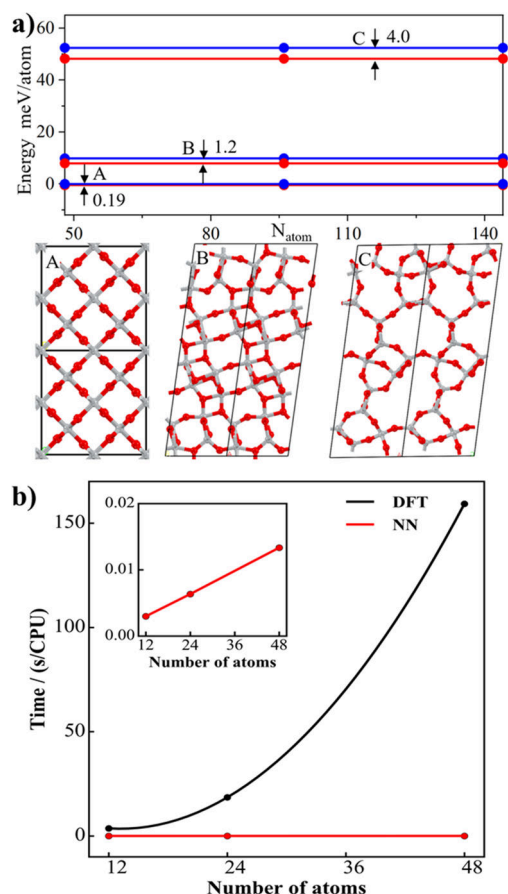 a)
60
40
20
0
Energy meV/atom
C
4.0
B
1.2
A
0.19
50
80
110
140
N_atom
A
B
C
b)
DFT
NN
0.02
0.01
0.00
12
24
36
48
Number of atoms
150
100
50
0
Time / (s/CPU)
12
24
36
48
Number of atoms